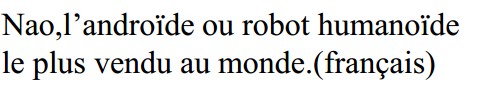 Nao,l’androïde ou robot humanoïde
le plus vendu au monde.(français)